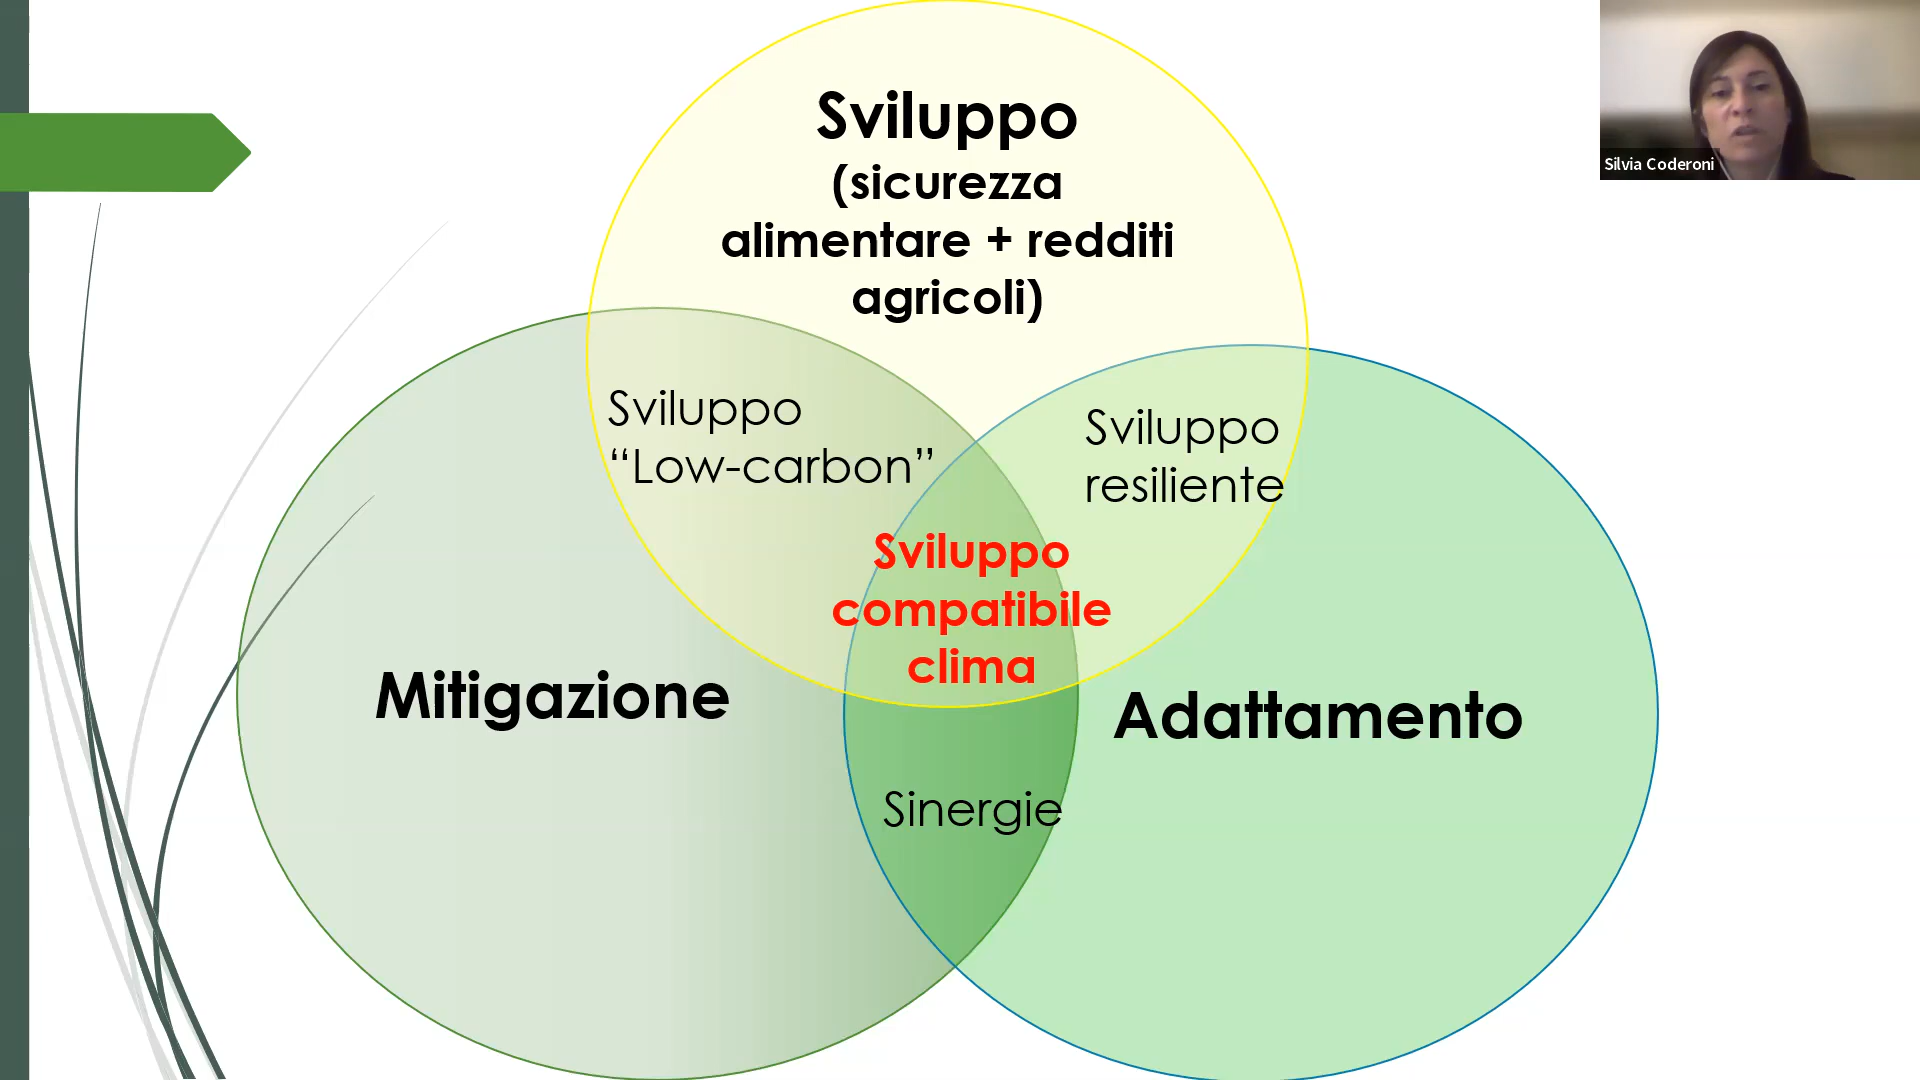 Sviluppo
(sicurezza
alimentare + redditi
agricoli)
Silvia Coderoni
Sviluppo
“Low-carbon”
Sviluppo
resiliente
Sviluppo
compatibile
clima
Mitigazione
Adattamento
Sinergie